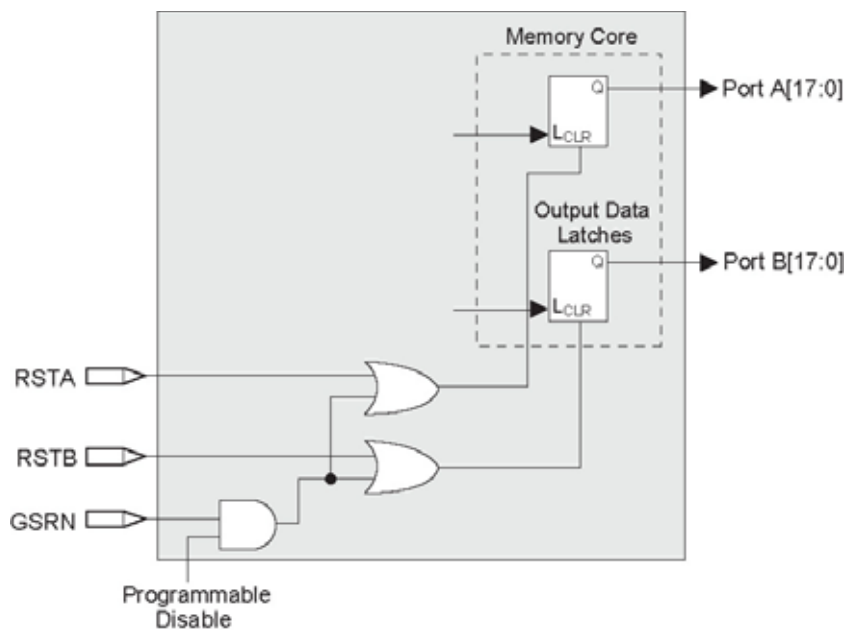 Memory Core
Q
Port A[17:0]
LCLR
Output Data
Latches
Q
Port B[17:0]
LCLR
RSTA
RSTB
GSRN
Programmable
Disable